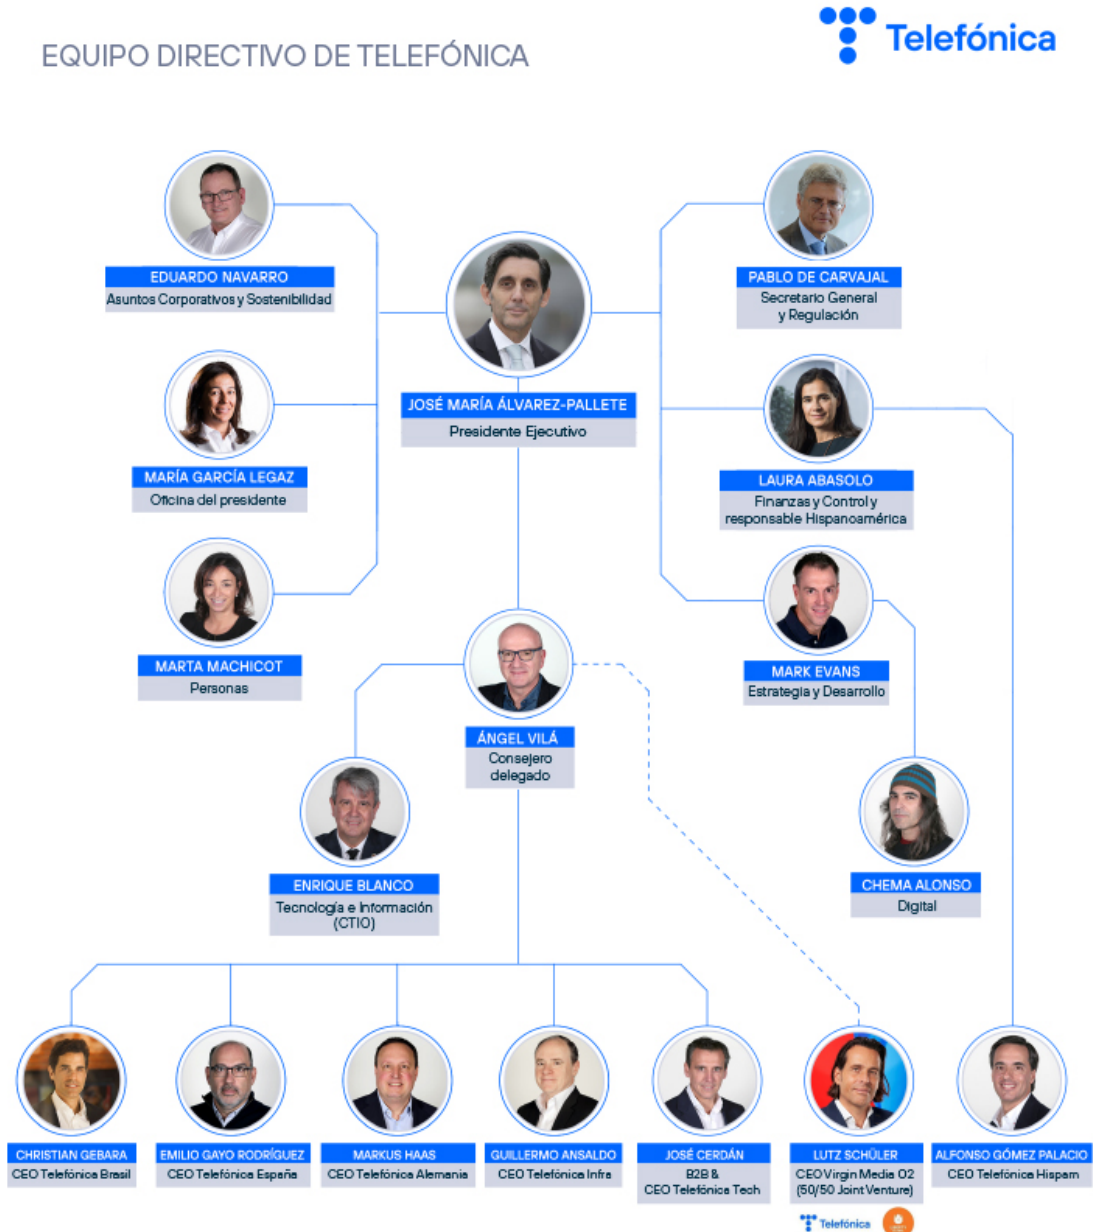 EQUIPO DIRECTIVO DE TELEFÓNICA
Telefónica
EDUARDO NAVARRO
Asuntos Corporativos y Sostenibilidad
PABLO DE CARVAJAL
Secretario General
y Regulación
JOSÉ MARÍA ÁLVAREZ-PALLETE
Presidente Ejecutivo
MARÍA GARCÍA LEGAZ
Oficina del presidente
LAURA ABASOLO
Finanzas y Control y
responsable Hispanoamérica
MARTA MACHICOT
Personas
MARK EVANS
Estrategia y Desarrollo
ÁNGEL VILÁ
Consejero
delegado
ENRIQUE BLANCO
Tecnología e Información
(CTIO)
CHEMA ALONSO
Digital
CHRISTIAN GEBARA
CEO Telefónica Brasil
EMILIO GAYO RODRÍGUEZ
CEO Telefónica España
MARKUS HAAS
CEO Telefónica Alemania
GUILLERMO ANSALDO
CEO Telefónica Infra
JOSÉ CERDÁN
B2B &
CEO Telefónica Tech
LUTZ SCHÜLER
CEO Virgin Media O2
(50/50 Joint Venture)
ALFONSO GÓMEZ PALACIO
CEO Telefónica Hispam
Telefónica